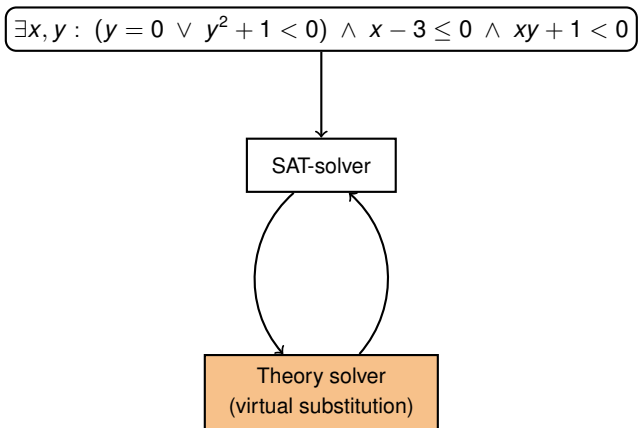 ∃x, y : (y = 0 ∨ y² + 1 < 0) ∧ x − 3 ≤ 0 ∧ xy + 1 < 0
SAT-solver
Theory solver
(virtual substitution)